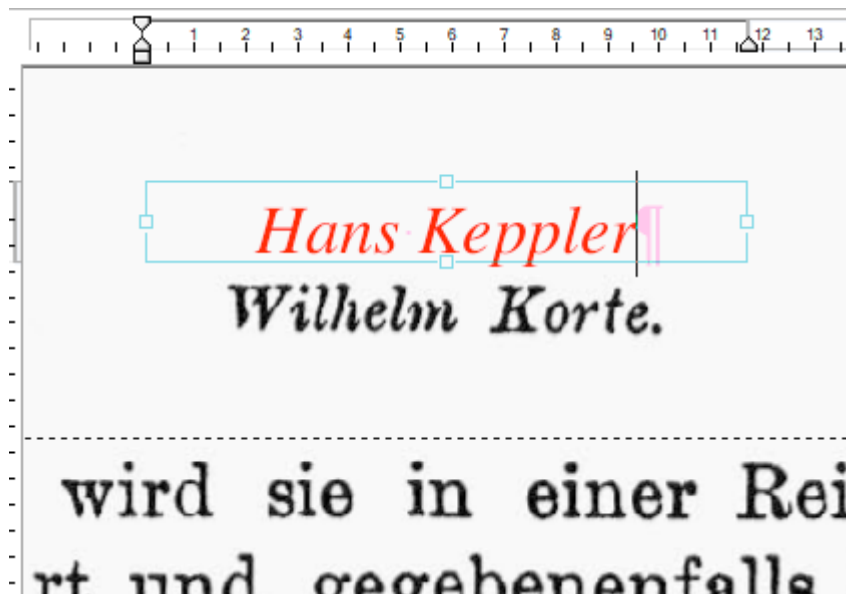 1 2 3 4 5 6 7 8 9 10 11 12 13
Hans Keppler¶
Wilhelm Korte.
wird sie in einer Rei
rt und gegebenenfalls